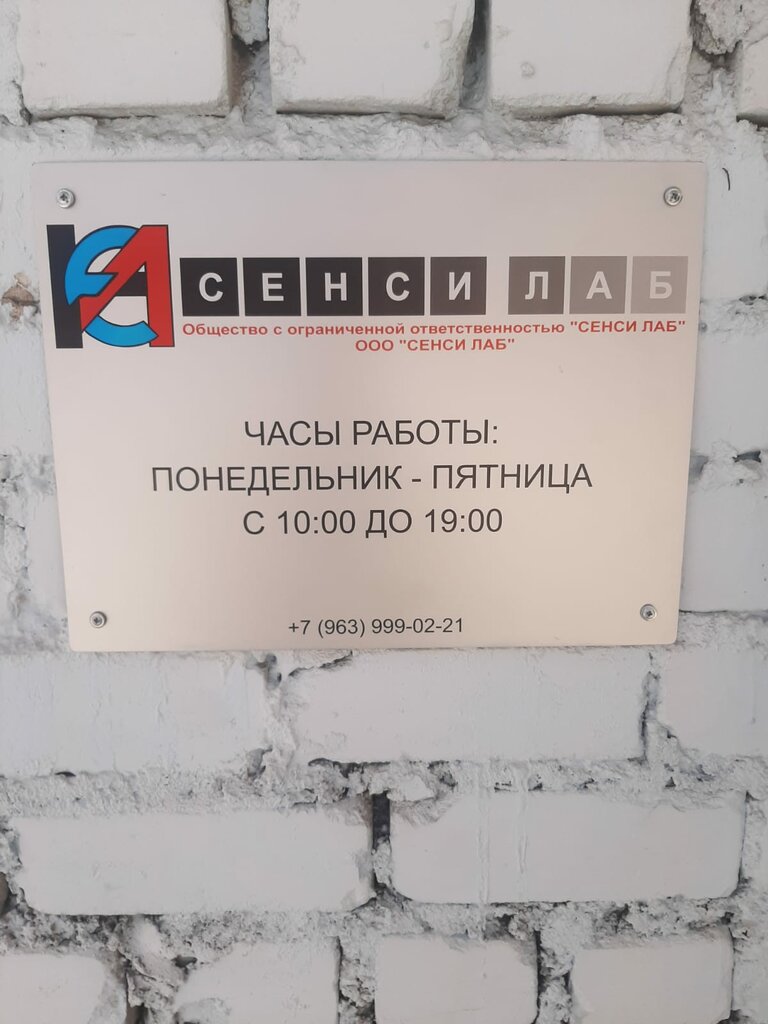 СЕНСИ ЛАБ
Общество с ограниченной ответственностью "СЕНСИ ЛАБ"
ООО "СЕНСИ ЛАБ"
ЧАСЫ РАБОТЫ:
ПОНЕДЕЛЬНИК - ПЯТНИЦА
С 10:00 ДО 19:00
+7 (963) 999-02-21